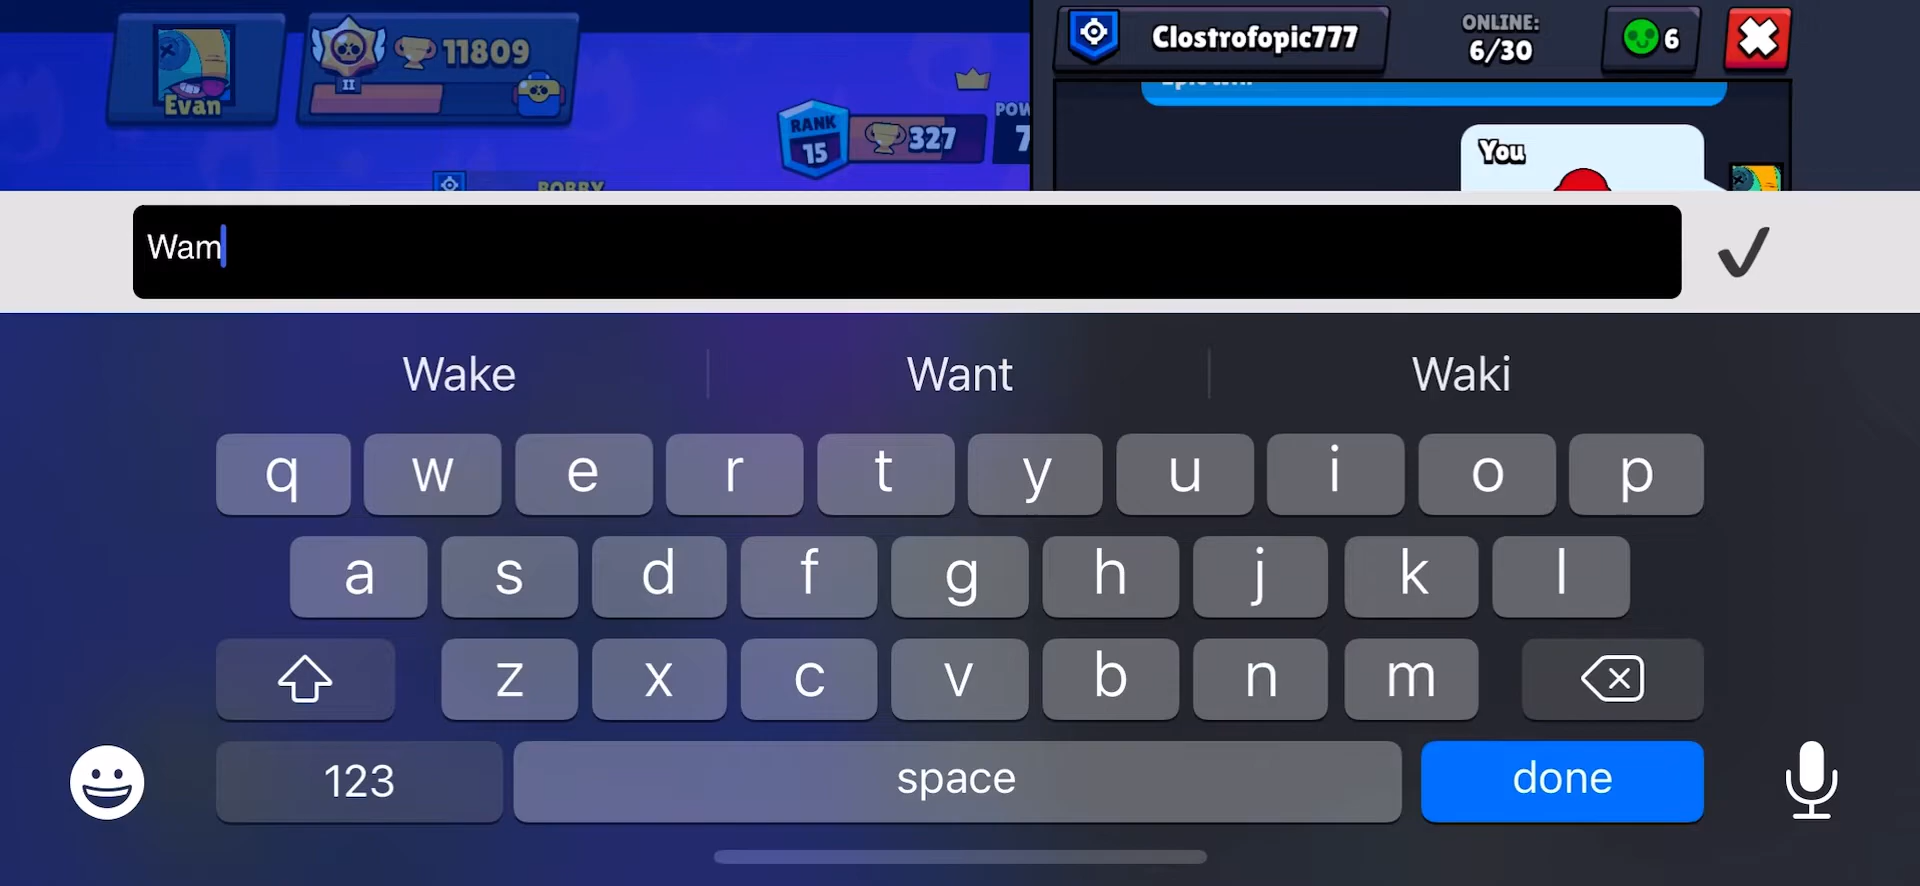 Evan
II
11809
RANK
15
327
POW
7
BOBBY
Clostrofopic777
ONLINE:
6/30
6
You
Wam
Wake
Want
Waki
q w e r t y u i o p
a s d f g h j k l
z x c v b n m
123
space
done